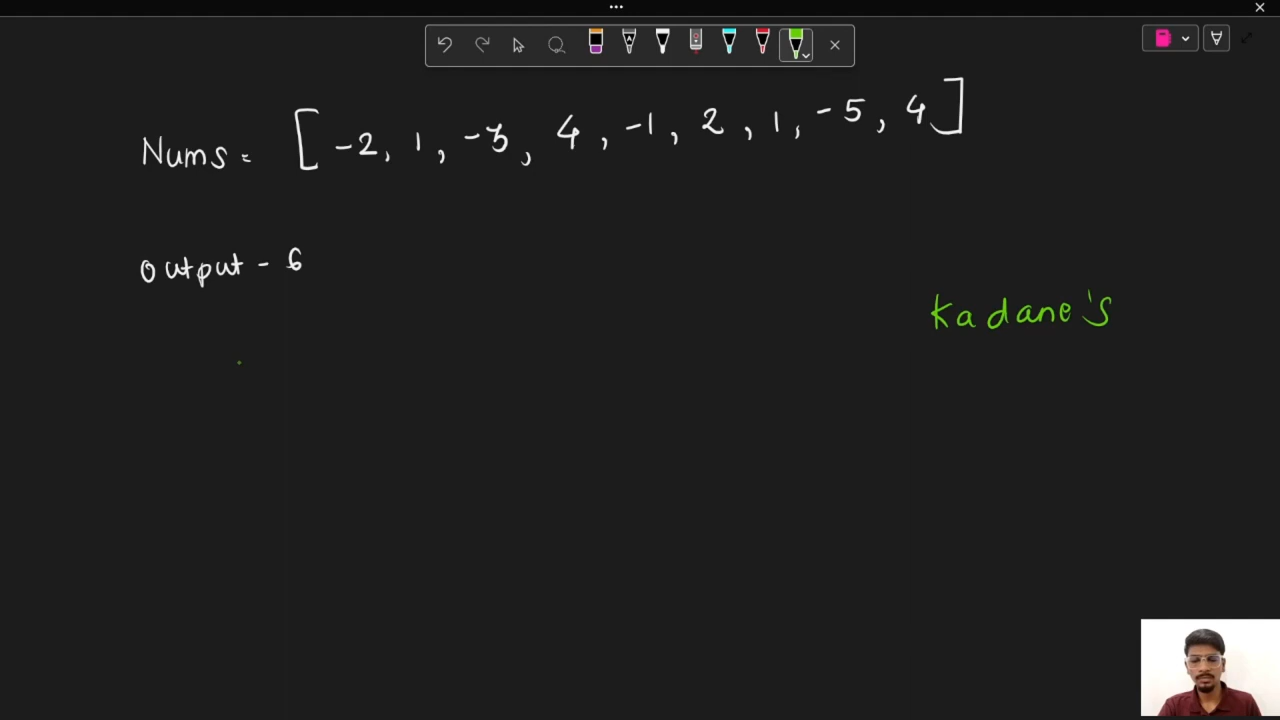 Nums = [-2, 1, -3, 4, -1, 2, 1, -5, 4]
Output - 6
Kadane's